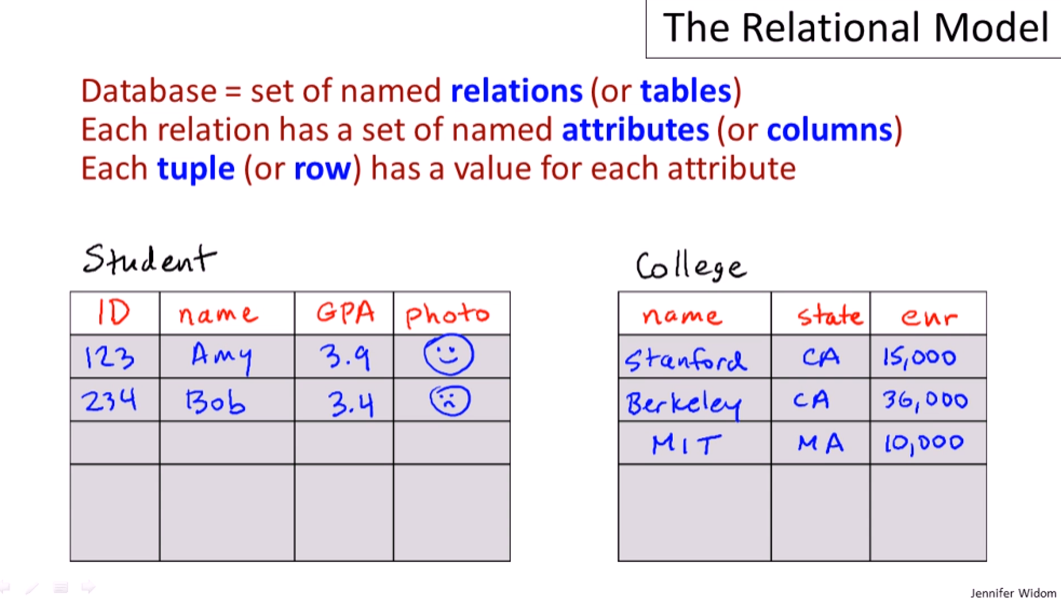 The Relational Model
Database = set of named relations (or tables)
Each relation has a set of named attributes (or columns)
Each tuple (or row) has a value for each attribute
Student
ID name GPA photo
123 Amy 3.9
234 Bob 3.4
College
name state enr
Stanford CA 15,000
Berkeley CA 36,000
MIT MA 10,000
Jennifer Widom